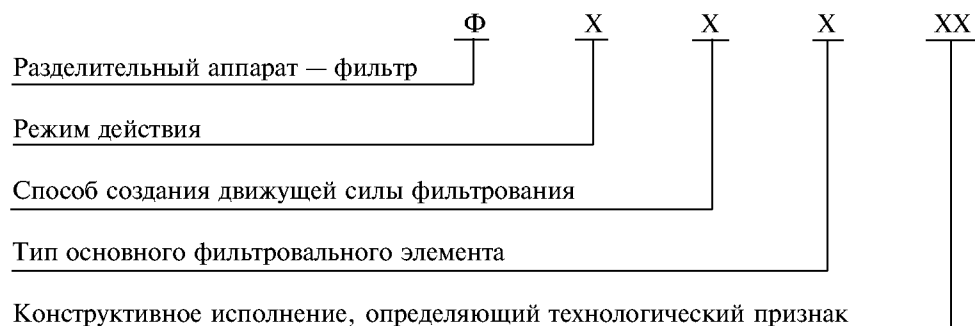 Ф Х Х Х ХХ
Разделительный аппарат — фильтр
Режим действия
Способ создания движущей силы фильтрования
Тип основного фильтровального элемента
Конструктивное исполнение, определяющий технологический признак